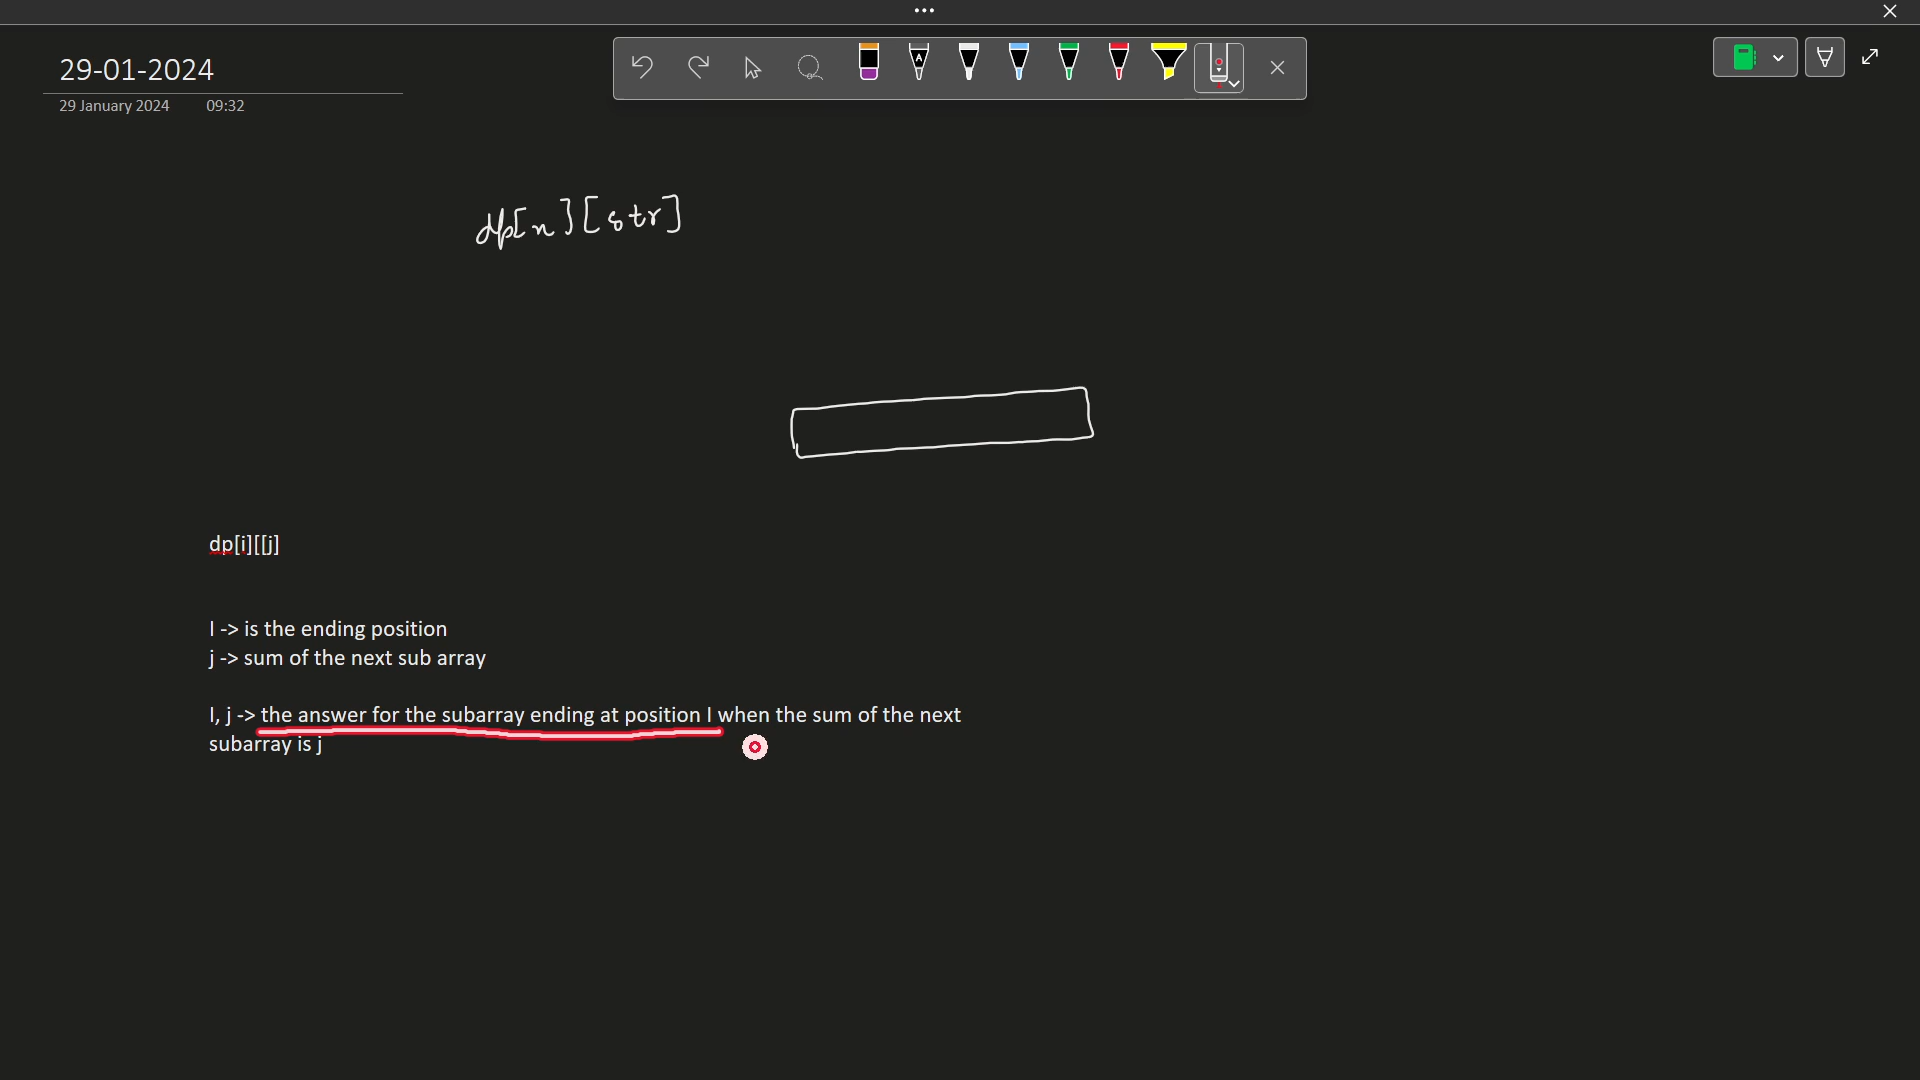 29-01-2024
29 January 2024 09:32
dp[n][str]
dp[i][[j]
I -> is the ending position
j -> sum of the next sub array
I, j -> the answer for the subarray ending at position I when the sum of the next
subarray is j